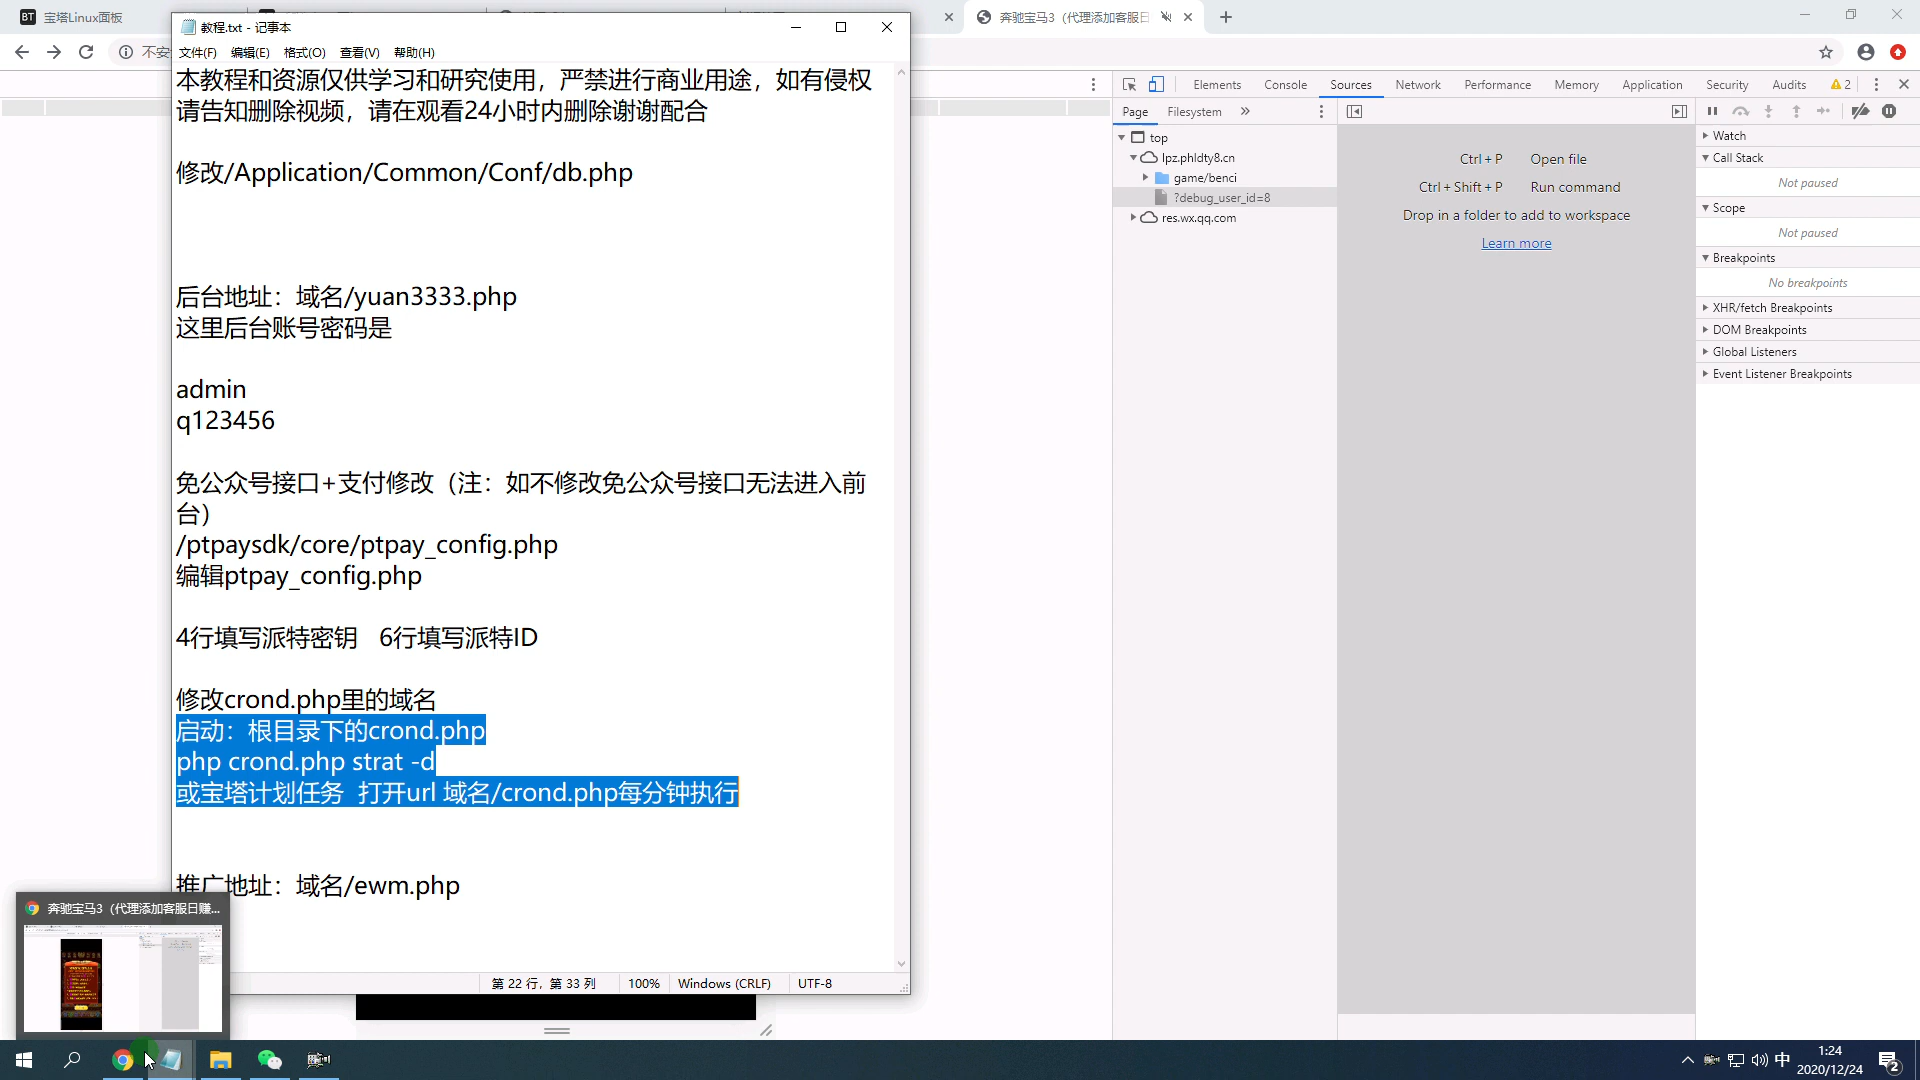 宝塔Linux面板
奔驰宝马3（代理添加客服日
教程.txt - 记事本
文件(F) 编辑(E) 格式(O) 查看(V) 帮助(H)
本教程和资源仅供学习和研究使用，严禁进行商业用途，如有侵权
请告知删除视频，请在观看24小时内删除谢谢配合
修改/Application/Common/Conf/db.php
后台地址：域名/yuan3333.php
这里后台账号密码是
admin
q123456
免公众号接口+支付修改（注：如不修改免公众号接口无法进入前
台）
/ptpaysdk/core/ptpay_config.php
编辑ptpay_config.php
4行填写派特密钥 6行填写派特ID
修改crond.php里的域名
启动：根目录下的crond.php
php crond.php strat -d
或宝塔计划任务 打开url 域名/crond.php每分钟执行
推广地址：域名/ewm.php
第 22 行，第 33 列 100% Windows (CRLF) UTF-8
Elements Console Sources Network Performance Memory Application Security Audits 2
Page Filesystem
top
lpz.phldty8.cn
game/benci
?debug_user_id=8
res.wx.qq.com
Ctrl + P Open file
Ctrl + Shift + P Run command
Drop in a folder to add to workspace
Learn more
Watch
Call Stack
Not paused
Scope
Not paused
Breakpoints
No breakpoints
XHR/fetch Breakpoints
DOM Breakpoints
Global Listeners
Event Listener Breakpoints
奔驰宝马3（代理添加客服日赚...
中
1:24
2020/12/24
2